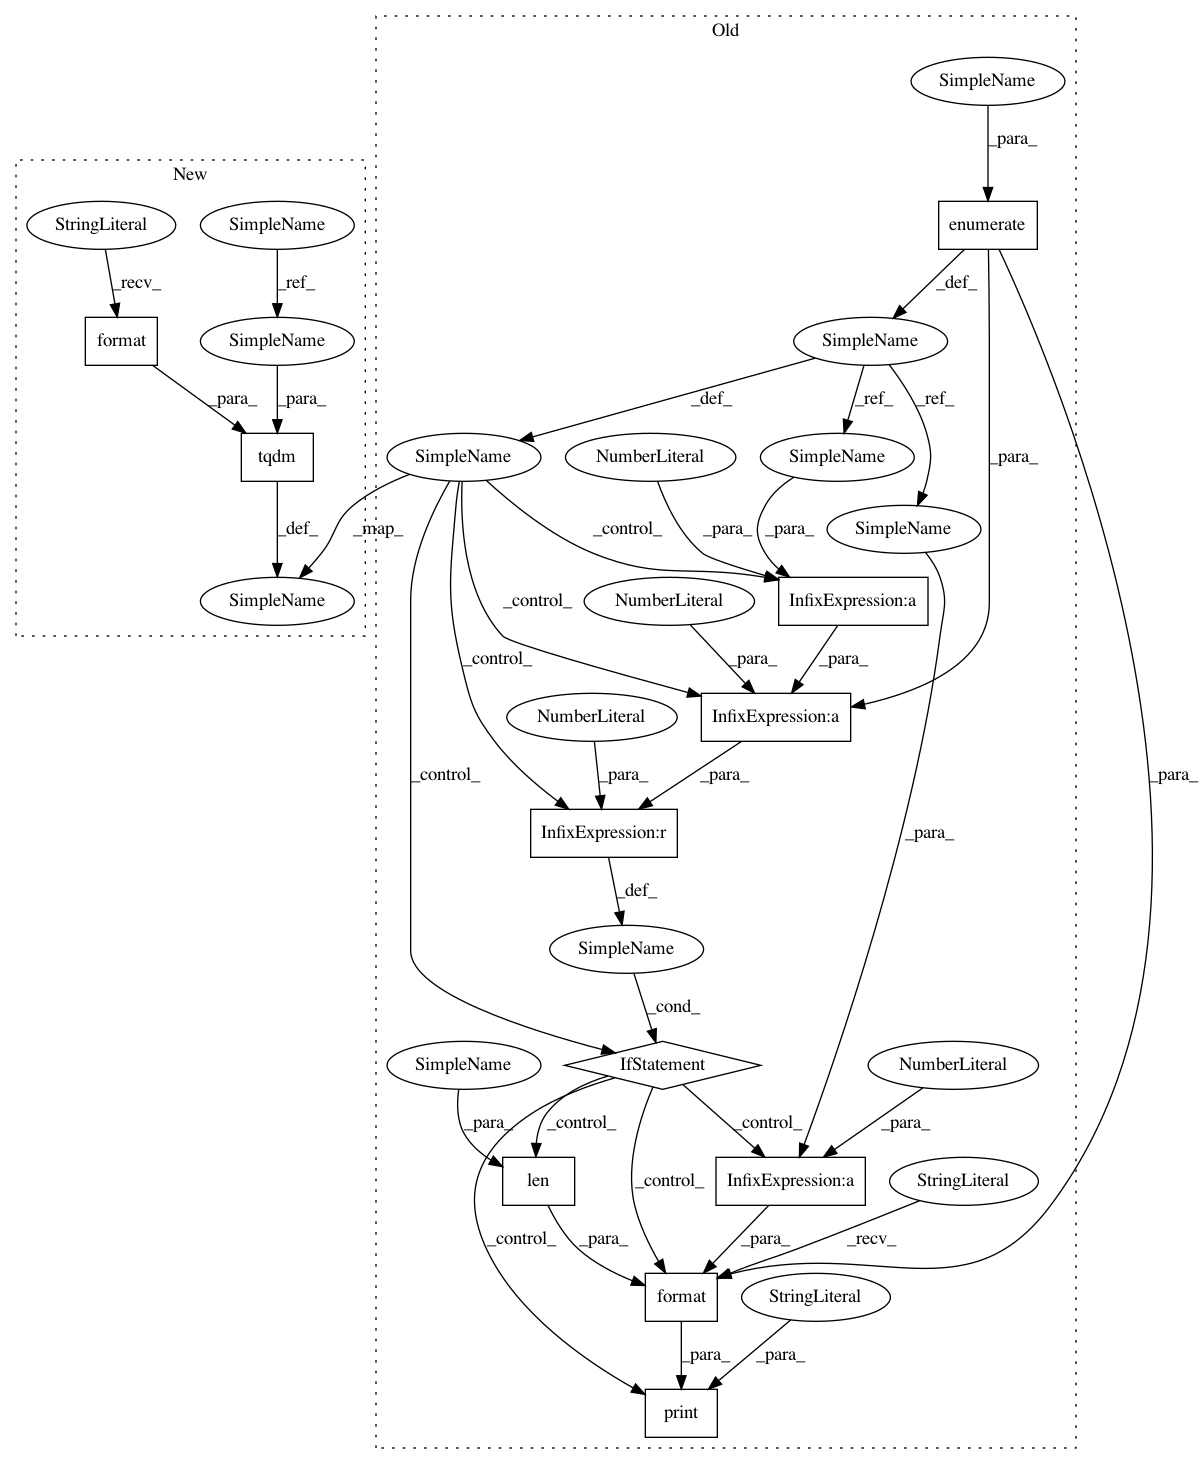 Old
SimpleName
_para_
New
StringLiteral
SimpleName
enumerate
_recv_
_ref_
_def_
format
SimpleName
SimpleName
_para_
_para_
_def_
_ref_
_ref_
tqdm
SimpleName
NumberLiteral
SimpleName
_para_
_def_
_map_
_control_
_para_
_para_
SimpleName
SimpleName
_control_
NumberLiteral
InfixExpression:a
_control_
_para_
_para_
NumberLiteral
InfixExpression:a
_control_
_para_
_para_
_para_
InfixExpression:r
_para_
_def_
SimpleName
_cond_
SimpleName
IfStatement
NumberLiteral
_para_
_control_
_control_
_para_
len
_control_
InfixExpression:a
StringLiteral
_control_
_para_
_para_
_recv_
format
StringLiteral
_para_
_para_
print